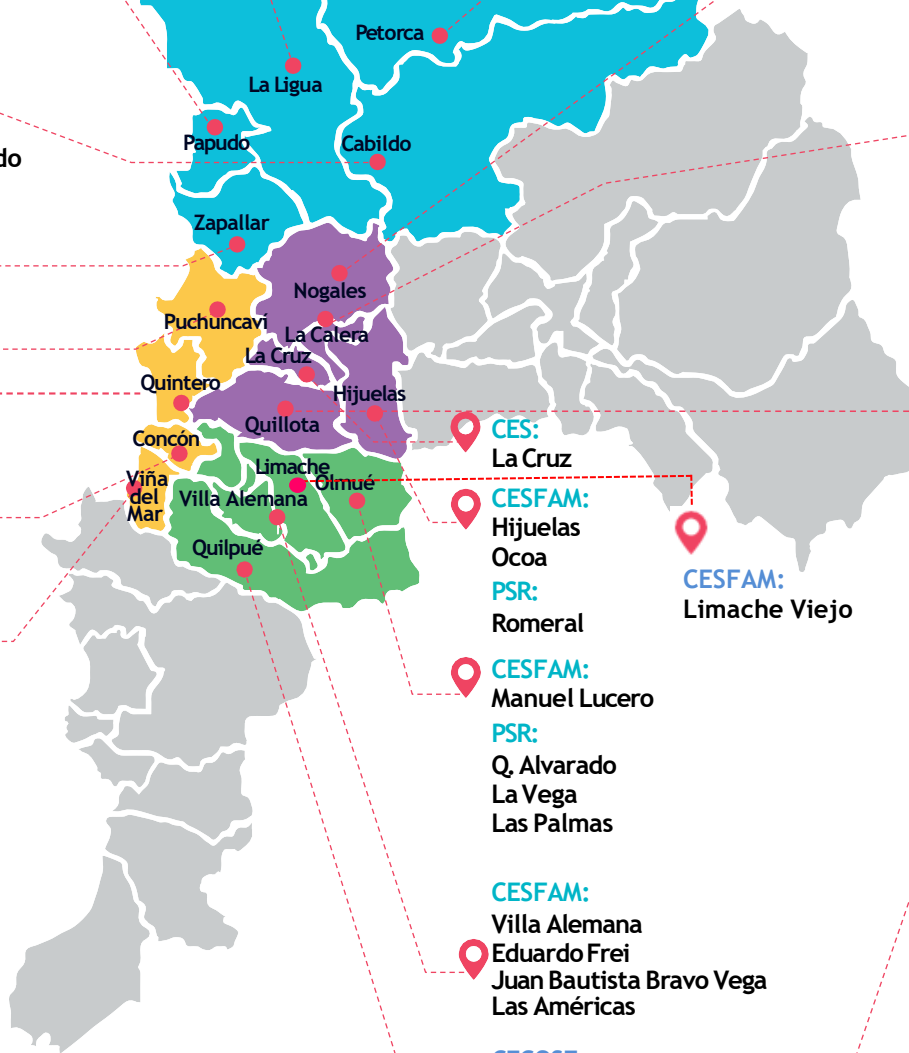 Petorca
La Ligua
Papudo
Cabildo
do
Zapallar
Nogales
Puchuncaví
La Calera
La Cruz
Quintero
Hijuelas
Quillota
Concón
Limache
Olmué
Viña
del
Mar
Villa Alemana
Quilpué
CES:
La Cruz
CESFAM:
Hijuelas
Ocoa
PSR:
Romeral
CESFAM:
Limache Viejo
CESFAM:
Manuel Lucero
PSR:
Q. Alvarado
La Vega
Las Palmas
CESFAM:
Villa Alemana
Eduardo Frei
Juan Bautista Bravo Vega
Las Américas